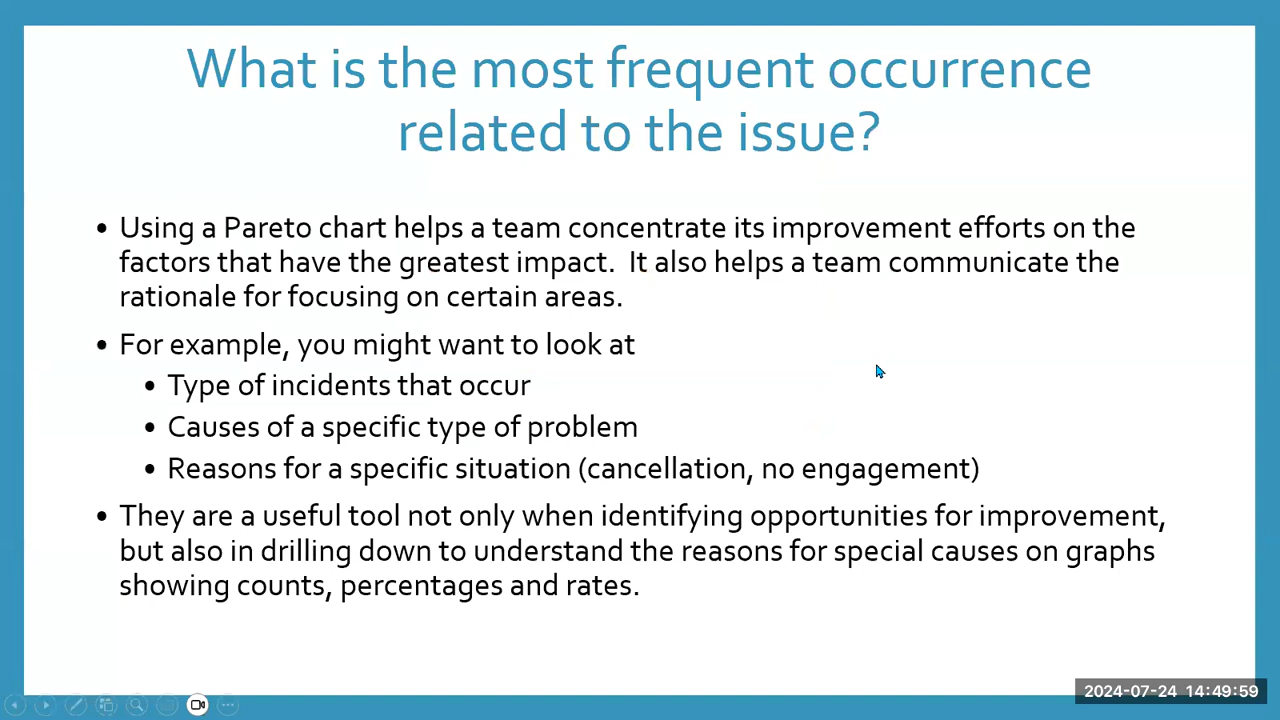 What is the most frequent occurrence
related to the issue?
• Using a Pareto chart helps a team concentrate its improvement efforts on the
factors that have the greatest impact.  It also helps a team communicate the
rationale for focusing on certain areas.
• For example, you might want to look at
• Type of incidents that occur
• Causes of a specific type of problem
• Reasons for a specific situation (cancellation, no engagement)
• They are a useful tool not only when identifying opportunities for improvement,
but also in drilling down to understand the reasons for special causes on graphs
showing counts, percentages and rates.
2024-07-24 14:49:59